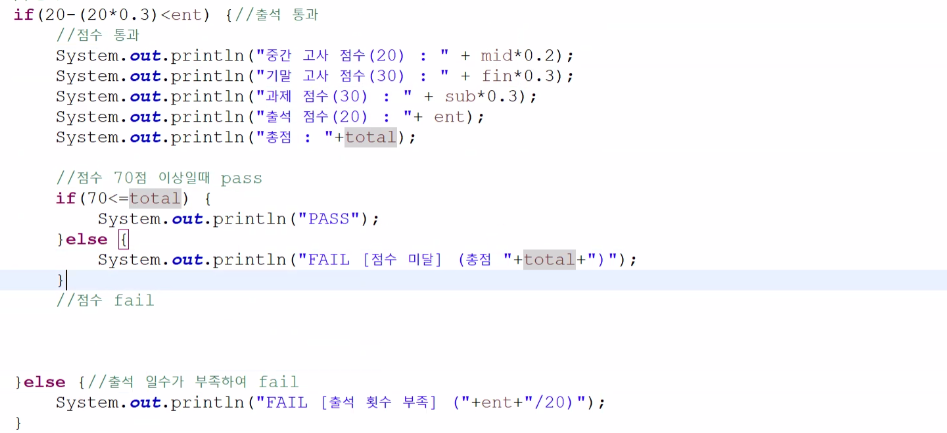 if(20-(20*0.3)<ent) {//출석 통과
//점수 통과
System.out.println("중간 고사 점수(20) : " + mid*0.2);
System.out.println("기말 고사 점수(30) : " + fin*0.3);
System.out.println("과제 점수(30) : " + sub*0.3);
System.out.println("출석 점수(20) : "+ ent);
System.out.println("총점 : "+total);
//점수 70점 이상일때 pass
if(70<=total) {
System.out.println("PASS");
}else {
System.out.println("FAIL [점수 미달] (총점 "+total+")");
}
//점수 fail
}else {//출석 일수가 부족하여 fail
System.out.println("FAIL [출석 횟수 부족] ("+ent+"/20)");
}